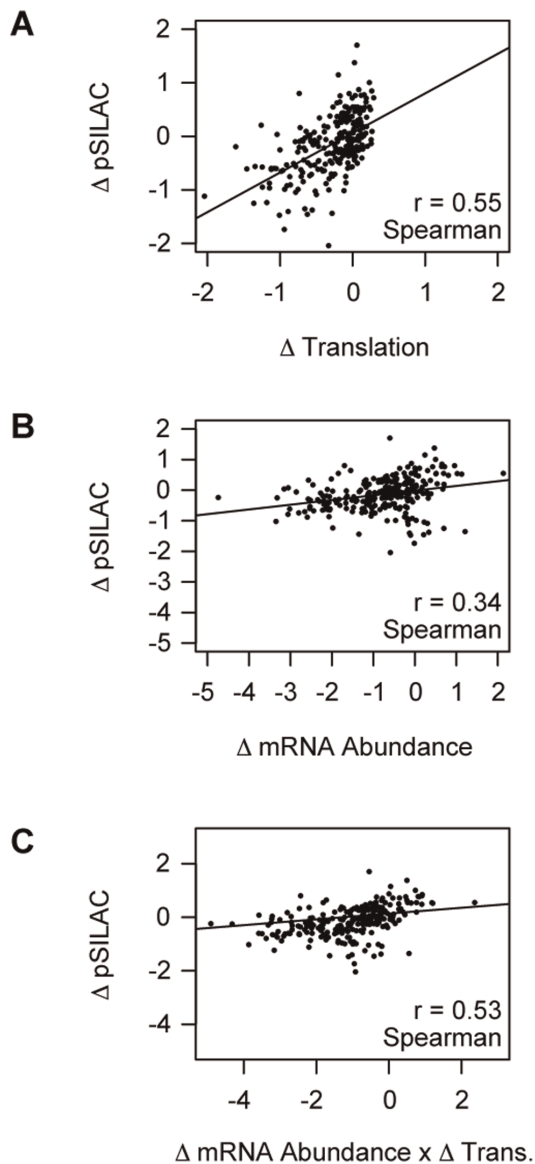 A
2
1
0
-1
-2
Δ pSILAC
r = 0.55
Spearman
-2 -1 0 1 2
Δ Translation
B
2
1
0
-1
-2
-3
-4
-5
Δ pSILAC
r = 0.34
Spearman
-5 -4 -3 -2 -1 0 1 2
Δ mRNA Abundance
C
2
0
-2
-4
Δ pSILAC
r = 0.53
Spearman
-4 -2 0 2
Δ mRNA Abundance x Δ Trans.